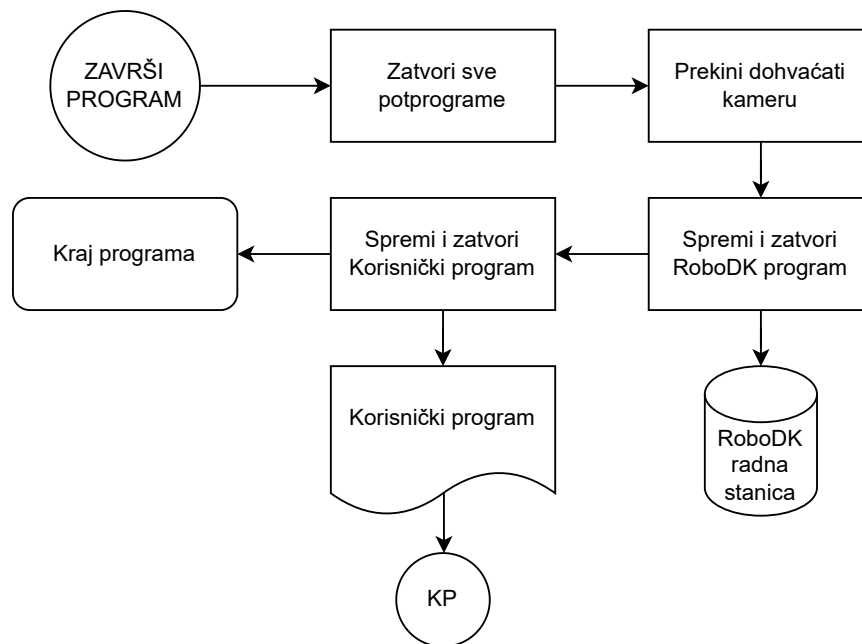 ZAVRŠI
PROGRAM
Zatvori sve
potprograme
Prekini dohvaćati
kameru
Kraj programa
Spremi i zatvori
Korisnički program
Spremi i zatvori
RoboDK program
Korisnički program
RoboDK
radna
stanica
KP